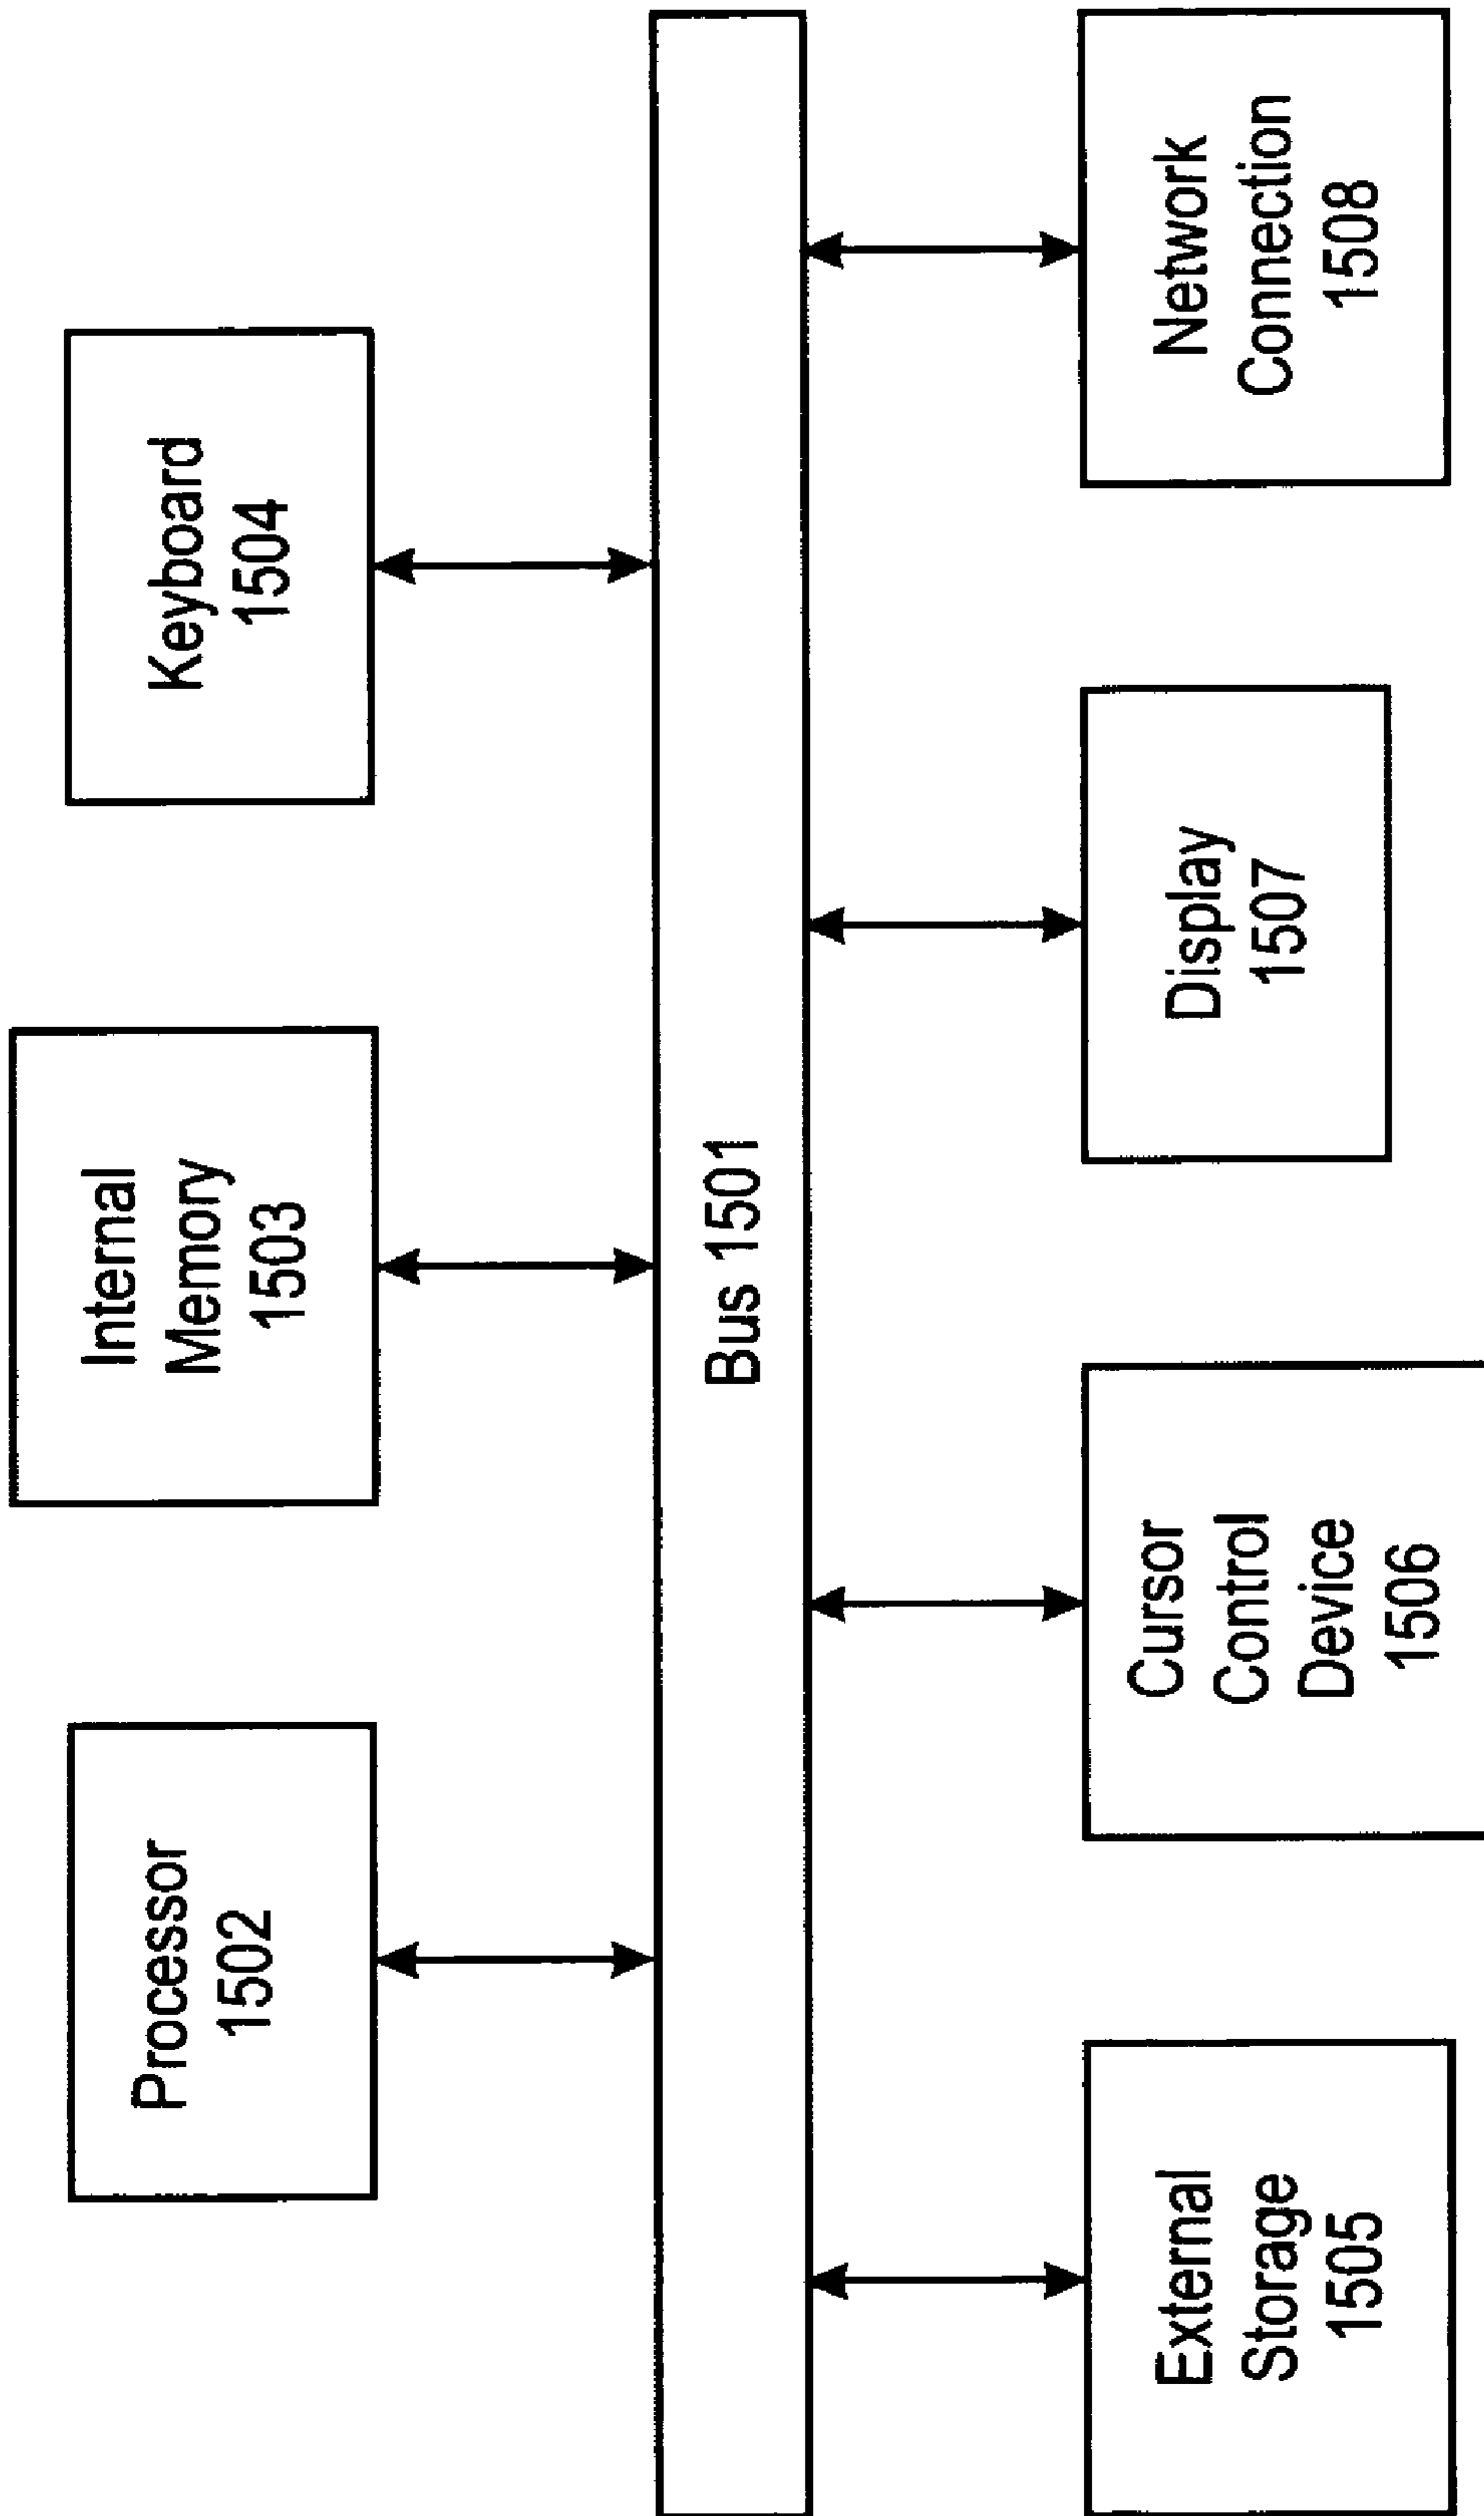 Processor
1502
Internal
Memory
1503
Keyboard
1504
Bus 1501
External
Storage
1505
Cursor
Control
Device
1506
Display
1507
Network
Connection
1508